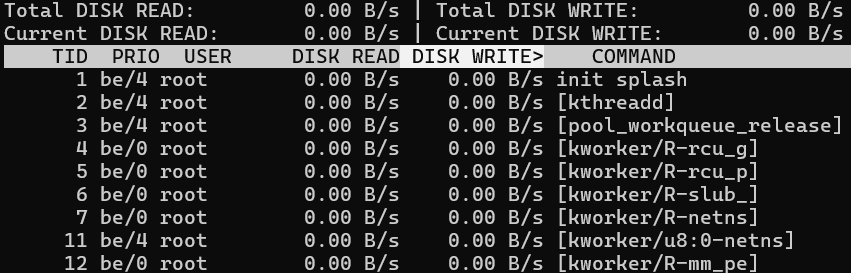 Total DISK READ:         0.00 B/s | Total DISK WRITE:         0.00 B/s
Current DISK READ:       0.00 B/s | Current DISK WRITE:       0.00 B/s
    TID  PRIO  USER     DISK READ DISK WRITE>    COMMAND
      1 be/4 root        0.00 B/s    0.00 B/s init splash
      2 be/4 root        0.00 B/s    0.00 B/s [kthreadd]
      3 be/4 root        0.00 B/s    0.00 B/s [pool_workqueue_release]
      4 be/0 root        0.00 B/s    0.00 B/s [kworker/R-rcu_g]
      5 be/0 root        0.00 B/s    0.00 B/s [kworker/R-rcu_p]
      6 be/0 root        0.00 B/s    0.00 B/s [kworker/R-slub_]
      7 be/0 root        0.00 B/s    0.00 B/s [kworker/R-netns]
     11 be/4 root        0.00 B/s    0.00 B/s [kworker/u8:0-netns]
     12 be/0 root        0.00 B/s    0.00 B/s [kworker/R-mm_pe]